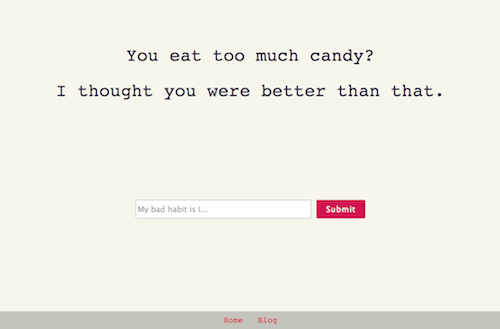 You eat too much candy?
I thought you were better than that.
My bad habit is I... Submit
Home Blog